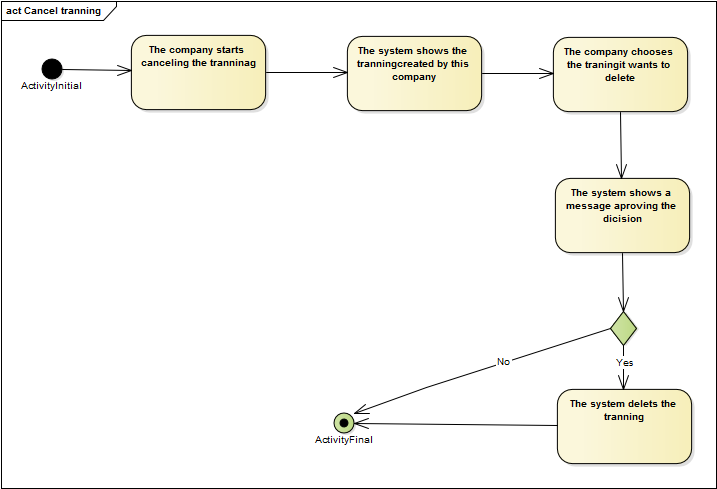 act Cancel tranning
The company starts
canceling the tranninag
The system shows the
tranningcreated by this
company
The company chooses
the traningit wants to
delete
ActivityInitial
The system shows a
message aproving the
dicision
No
Yes
The system delets the
tranning
ActivityFinal